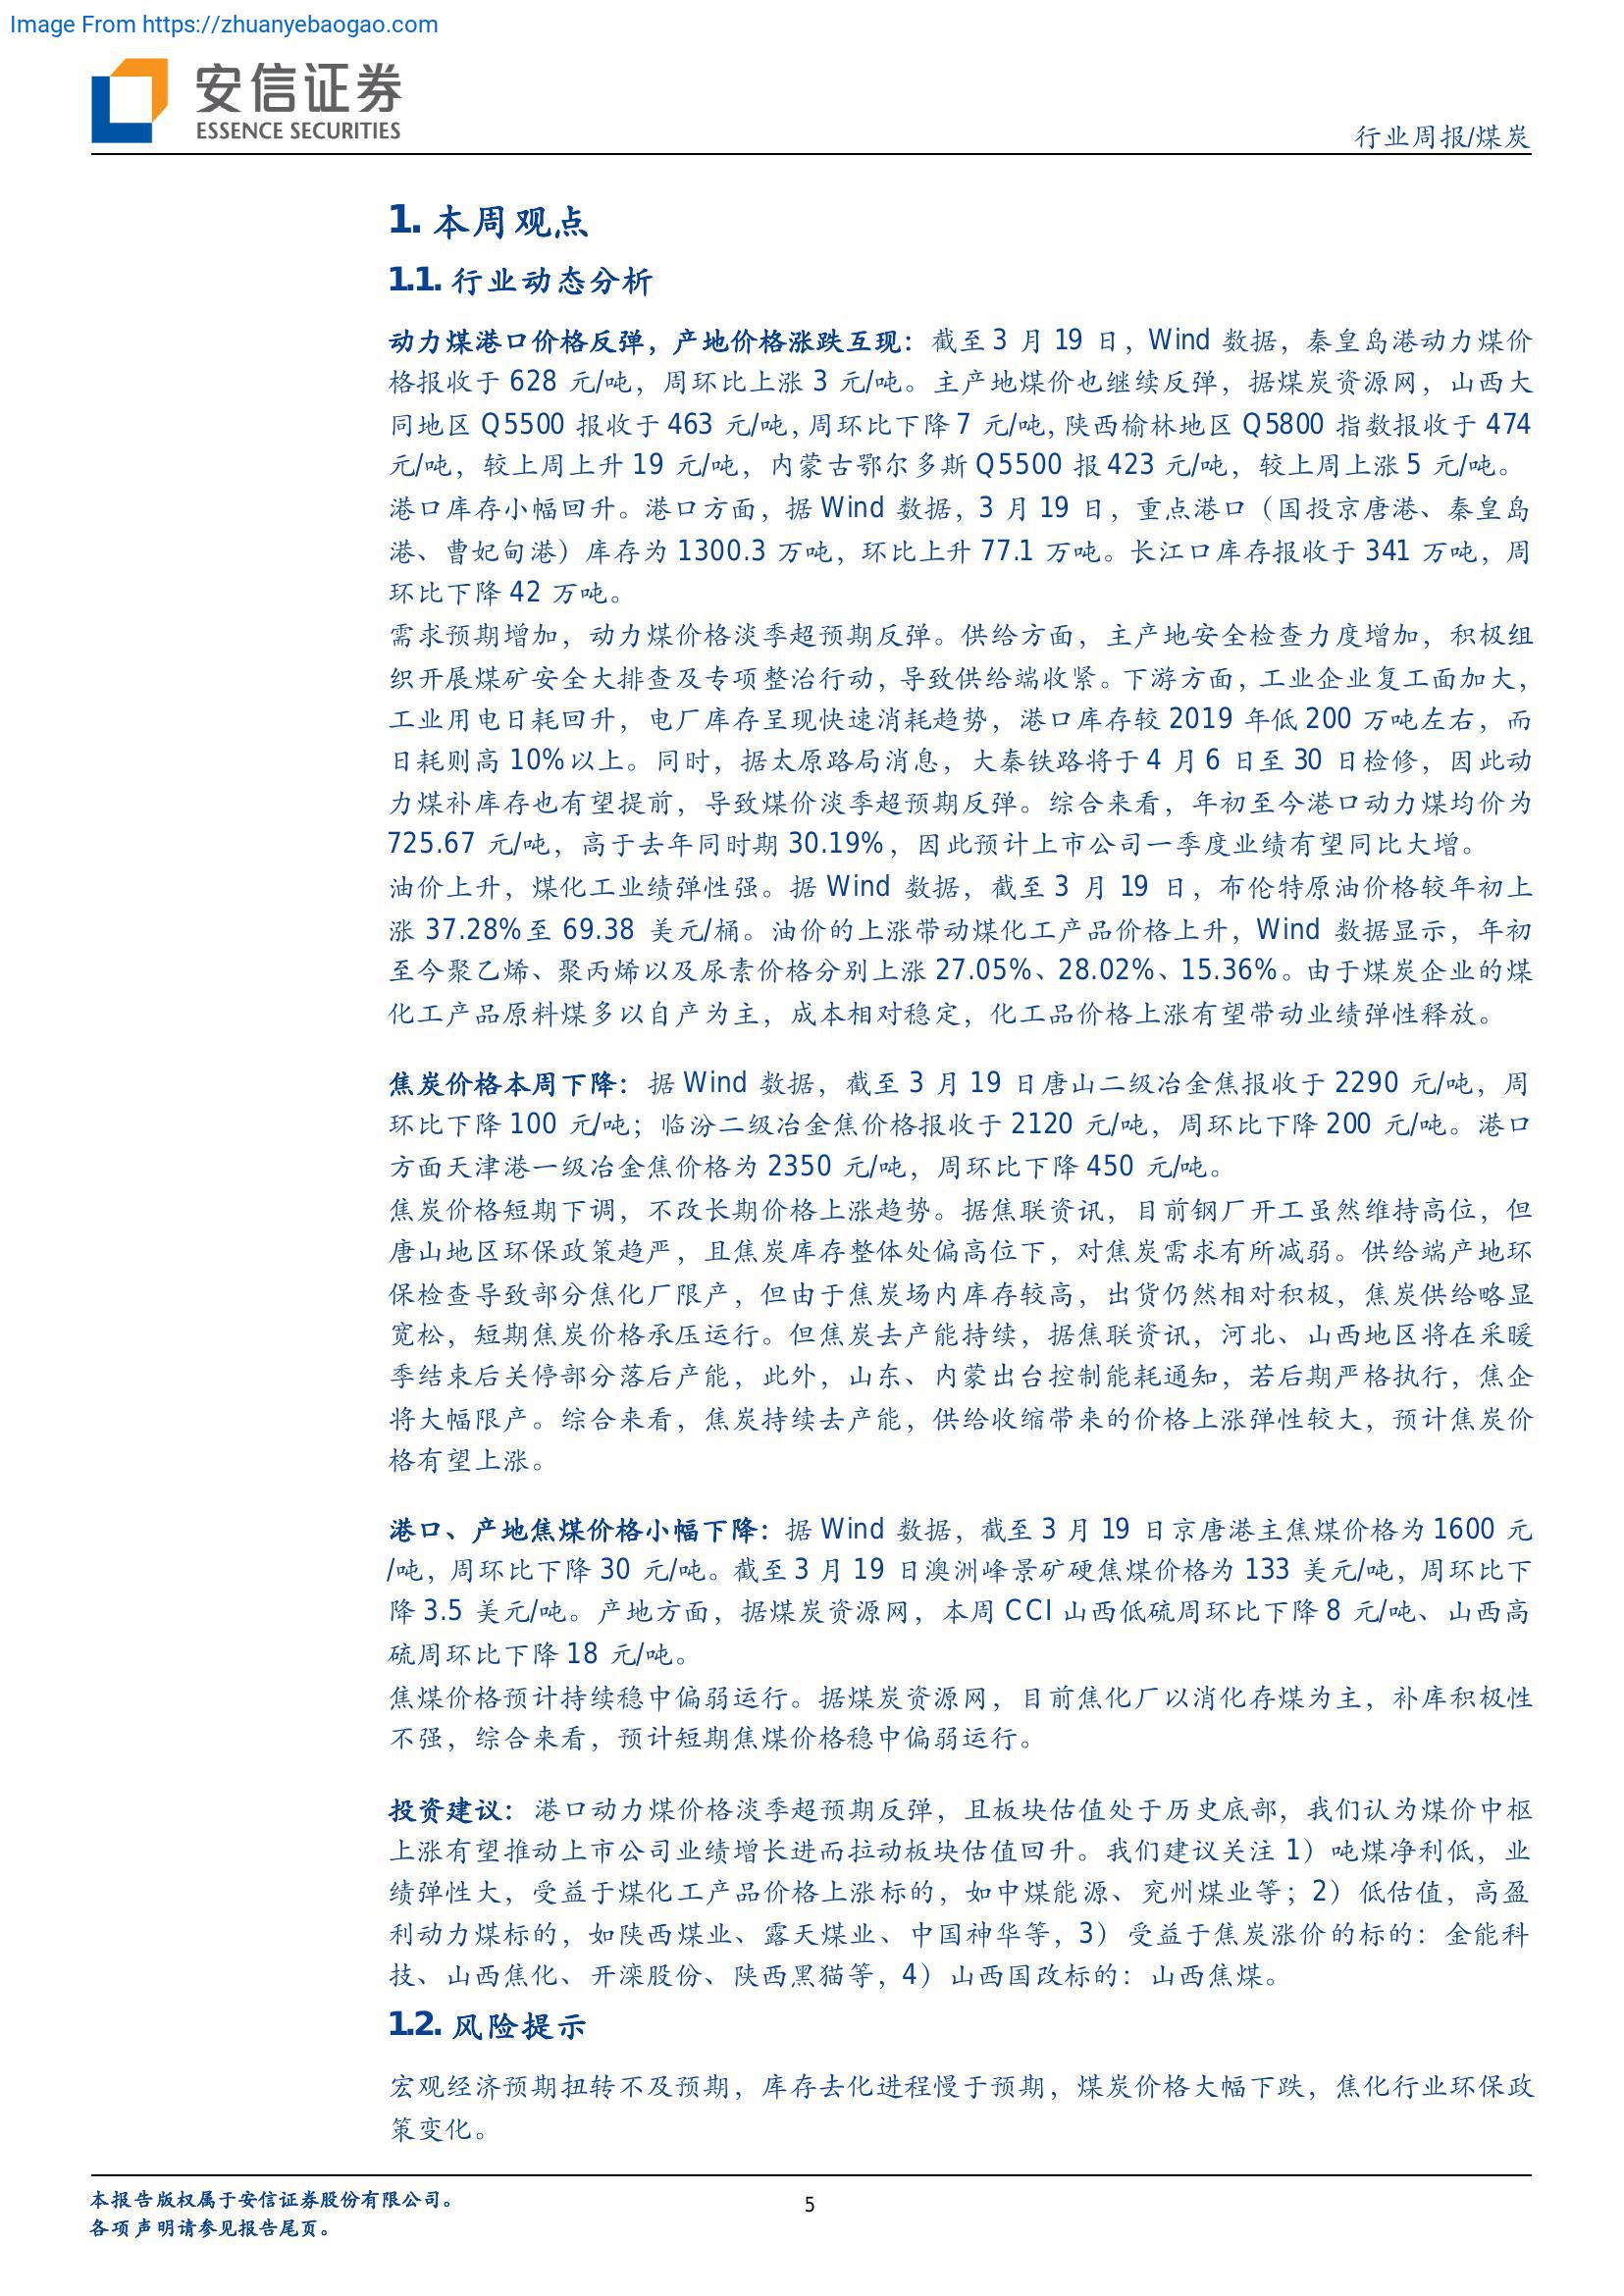 Image From https://zhuanyebaogao.com
安信证券
ESSENCE SECURITIES
行业周报/煤炭
1. 本周观点
1.1. 行业动态分析
动力煤港口价格反弹，产地价格涨跌互现：截至 3 月 19 日，Wind 数据，秦皇岛港动力煤价
格报收于 628 元/吨，周环比上涨 3 元/吨。主产地煤价也继续反弹，据煤炭资源网，山西大
同地区 Q5500 报收于 463 元/吨，周环比下降 7 元/吨，陕西榆林地区 Q5800 指数报收于 474
元/吨，较上周上升 19 元/吨，内蒙古鄂尔多斯 Q5500 报 423 元/吨，较上周上涨 5 元/吨。
港口库存小幅回升。港口方面，据 Wind 数据，3 月 19 日，重点港口（国投京唐港、秦皇岛
港、曹妃甸港）库存为 1300.3 万吨，环比上升 77.1 万吨。长江口库存报收于 341 万吨，周
环比下降 42 万吨。
需求预期增加，动力煤价格淡季超预期反弹。供给方面，主产地安全检查力度增加，积极组
织开展煤矿安全大排查及专项整治行动，导致供给端收紧。下游方面，工业企业复工面加大，
工业用电日耗回升，电厂库存呈现快速消耗趋势，港口库存较 2019 年低 200 万吨左右，而
日耗则高 10%以上。同时，据太原路局消息，大秦铁路将于 4 月 6 日至 30 日检修，因此动
力煤补库存也有望提前，导致煤价淡季超预期反弹。综合来看，年初至今港口动力煤均价为
725.67 元/吨，高于去年同时期 30.19%，因此预计上市公司一季度业绩有望同比大增。
油价上升，煤化工业绩弹性强。据 Wind 数据，截至 3 月 19 日，布伦特原油价格较年初上
涨 37.28%至 69.38 美元/桶。油价的上涨带动煤化工产品价格上升，Wind 数据显示，年初
至今聚乙烯、聚丙烯以及尿素价格分别上涨 27.05%、28.02%、15.36%。由于煤炭企业的煤
化工产品原料煤多以自产为主，成本相对稳定，化工品价格上涨有望带动业绩弹性释放。
焦炭价格本周下降：据 Wind 数据，截至 3 月 19 日唐山二级冶金焦报收于 2290 元/吨，周
环比下降 100 元/吨；临汾二级冶金焦价格报收于 2120 元/吨，周环比下降 200 元/吨。港口
方面天津港一级冶金焦价格为 2350 元/吨，周环比下降 450 元/吨。
焦炭价格短期下调，不改长期价格上涨趋势。据焦联资讯，目前钢厂开工虽然维持高位，但
唐山地区环保政策趋严，且焦炭库存整体处偏高位下，对焦炭需求有所减弱。供给端产地环
保检查导致部分焦化厂限产，但由于焦炭场内库存较高，出货仍然相对积极，焦炭供给略显
宽松，短期焦炭价格承压运行。但焦炭去产能持续，据焦联资讯，河北、山西地区将在采暖
季结束后关停部分落后产能，此外，山东、内蒙出台控制能耗通知，若后期严格执行，焦企
将大幅限产。综合来看，焦炭持续去产能，供给收缩带来的价格上涨弹性较大，预计焦炭价
格有望上涨。
港口、产地焦煤价格小幅下降：据 Wind 数据，截至 3 月 19 日京唐港主焦煤价格为 1600 元
/吨，周环比下降 30 元/吨。截至 3 月 19 日澳洲峰景矿硬焦煤价格为 133 美元/吨，周环比下
降 3.5 美元/吨。产地方面，据煤炭资源网，本周 CCI 山西低硫周环比下降 8 元/吨、山西高
硫周环比下降 18 元/吨。
焦煤价格预计持续稳中偏弱运行。据煤炭资源网，目前焦化厂以消化存煤为主，补库积极性
不强，综合来看，预计短期焦煤价格稳中偏弱运行。
投资建议：港口动力煤价格淡季超预期反弹，且板块估值处于历史底部，我们认为煤价中枢
上涨有望推动上市公司业绩增长进而拉动板块估值回升。我们建议关注 1）吨煤净利低，业
绩弹性大，受益于煤化工产品价格上涨标的，如中煤能源、兖州煤业等；2）低估值，高盈
利动力煤标的，如陕西煤业、露天煤业、中国神华等，3）受益于焦炭涨价的标的：金能科
技、山西焦化、开滦股份、陕西黑猫等，4）山西国改标的：山西焦煤。
1.2. 风险提示
宏观经济预期扭转不及预期，库存去化进程慢于预期，煤炭价格大幅下跌，焦化行业环保政
策变化。
本报告版权属于安信证券股份有限公司。
5
各项声明请参见报告尾页。